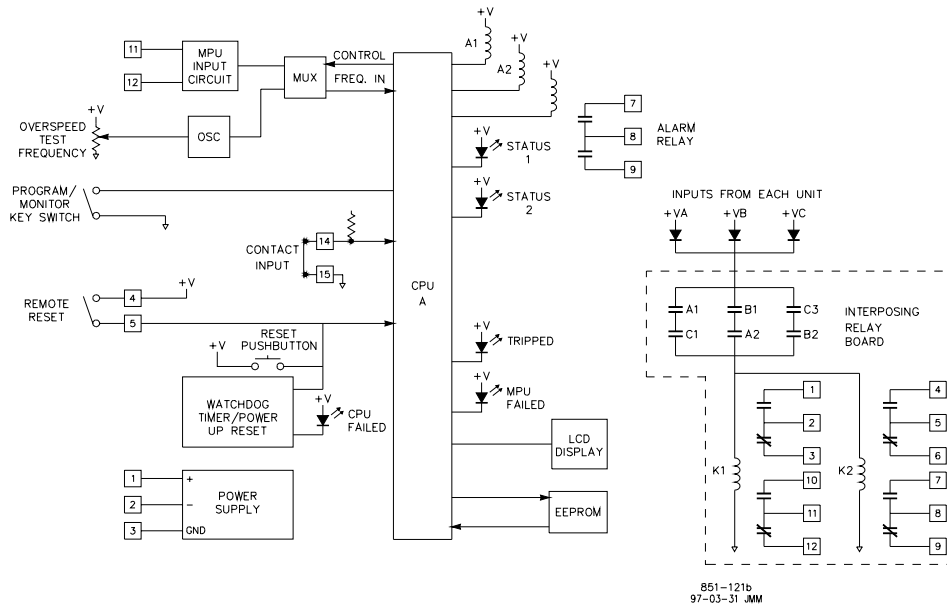 11
12
MPU
INPUT
CIRCUIT
MUX
CONTROL
FREQ. IN
+V
OVERSPEED
TEST
FREQUENCY
OSC
PROGRAM/
MONITOR
KEY SWITCH
CONTACT
INPUT
14
15
REMOTE
RESET
4
5
+V
RESET
PUSHBUTTON
+V
WATCHDOG
TIMER/POWER
UP RESET
+V
CPU
FAILED
1
2
3
+
−
GND
POWER
SUPPLY
CPU
A
+V
A1
+V
A2
+V
+V
STATUS
1
+V
STATUS
2
+V
TRIPPED
+V
MPU
FAILED
LCD
DISPLAY
EEPROM
7
8
9
ALARM
RELAY
INPUTS FROM EACH UNIT
+VA
+VB
+VC
A1
B1
C3
C1
A2
B2
INTERPOSING
RELAY
BOARD
K1
1
2
3
10
11
12
K2
4
5
6
7
8
9
851-121b
97-03-31 JMM